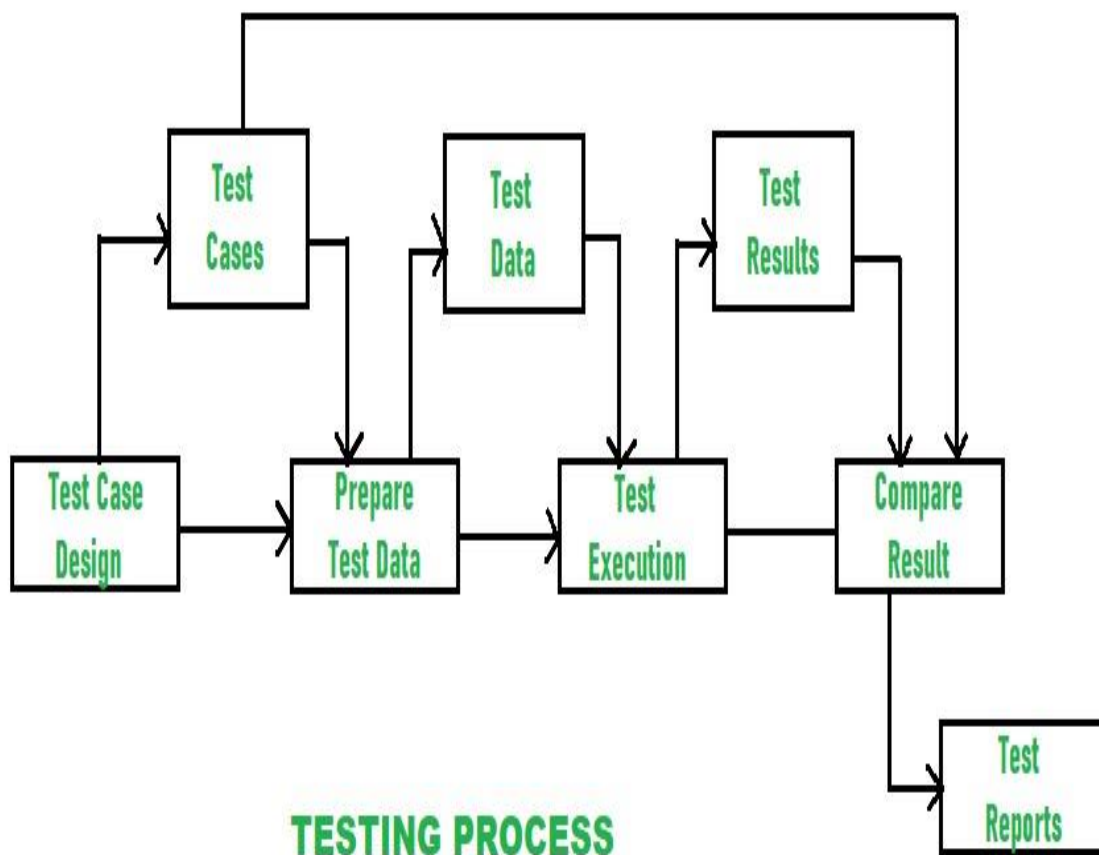 Test
Cases
Test
Data
Test
Results
Test Case
Design
Prepare
Test Data
Test
Execution
Compare
Result
Test
Reports
TESTING PROCESS